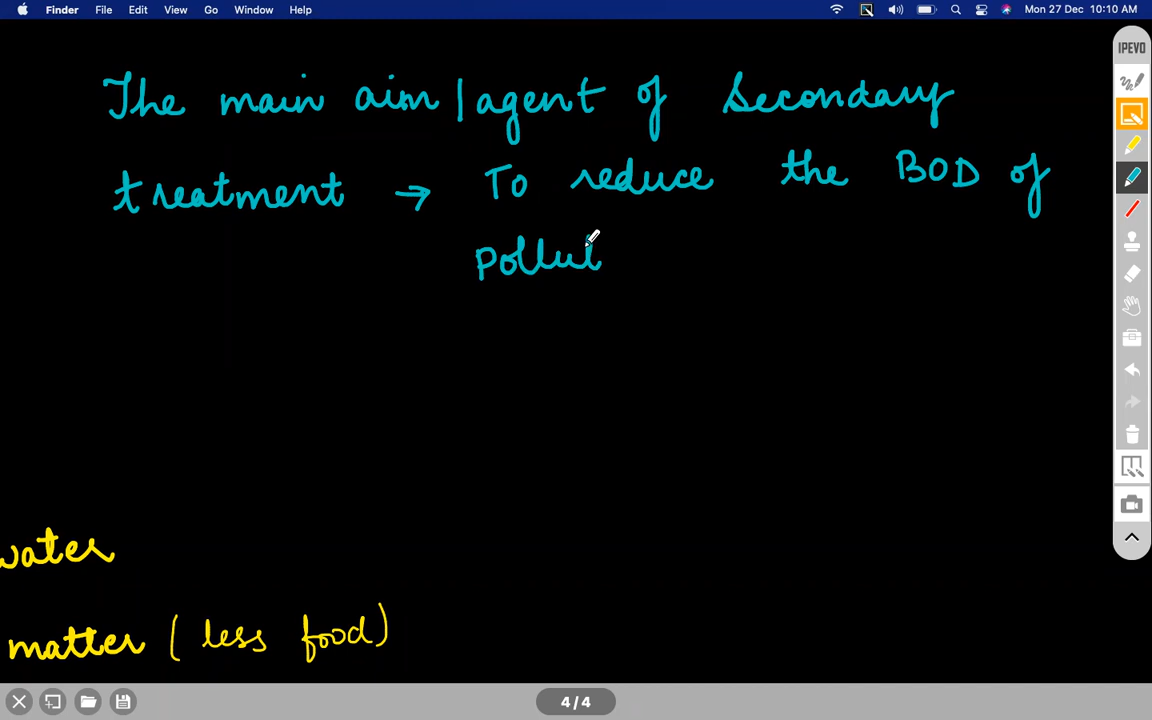 Finder File Edit View Go Window Help Mon 27 Dec 10:10 AM
IPEVO
The main aim/agent of Secondary
treatment → To reduce the BOD of
pollut
water
matter (less food)
4/4